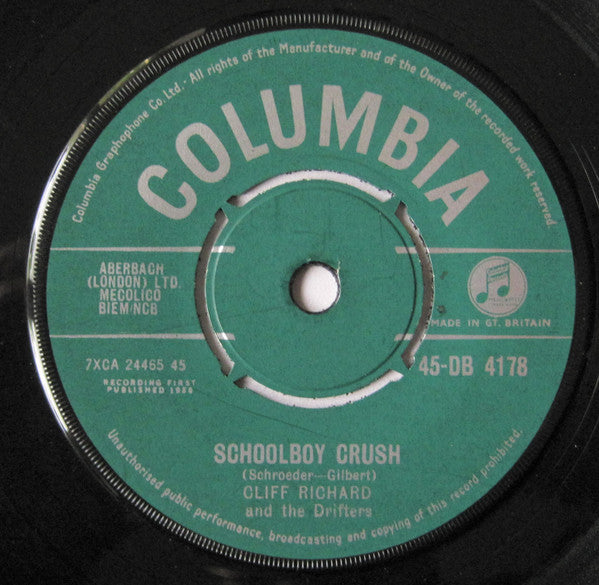 Columbia Graphophone Co. Ltd.- All rights of the Manufacturer and of the Owner of the recorded work reserved.
COLUMBIA
ABERBACH
(LONDON) LTD.
MECOLICO
BIEM/NCB
MADE IN GT. BRITAIN
7XCA 24465 45
45-DB 4178
RECORDING FIRST
PUBLISHED 1958
SCHOOLBOY CRUSH
(Schroeder—Gilbert)
CLIFF RICHARD
and the Drifters
Unauthorised public performance, broadcasting and copying of this record prohibited.